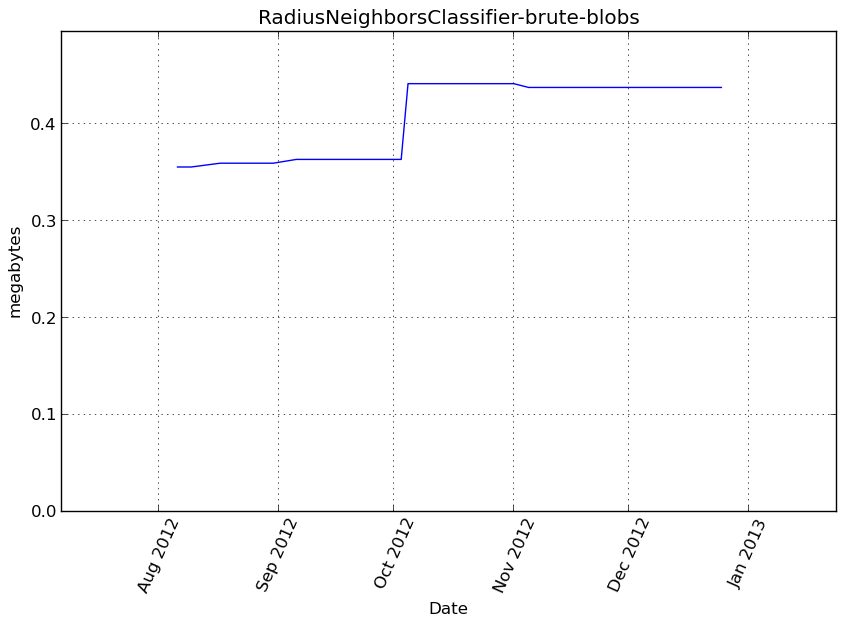 RadiusNeighborsClassifier-brute-blobs
0.4
0.3
0.2
0.1
0.0
megabytes
Aug 2012
Sep 2012
Oct 2012
Nov 2012
Dec 2012
Jan 2013
Date